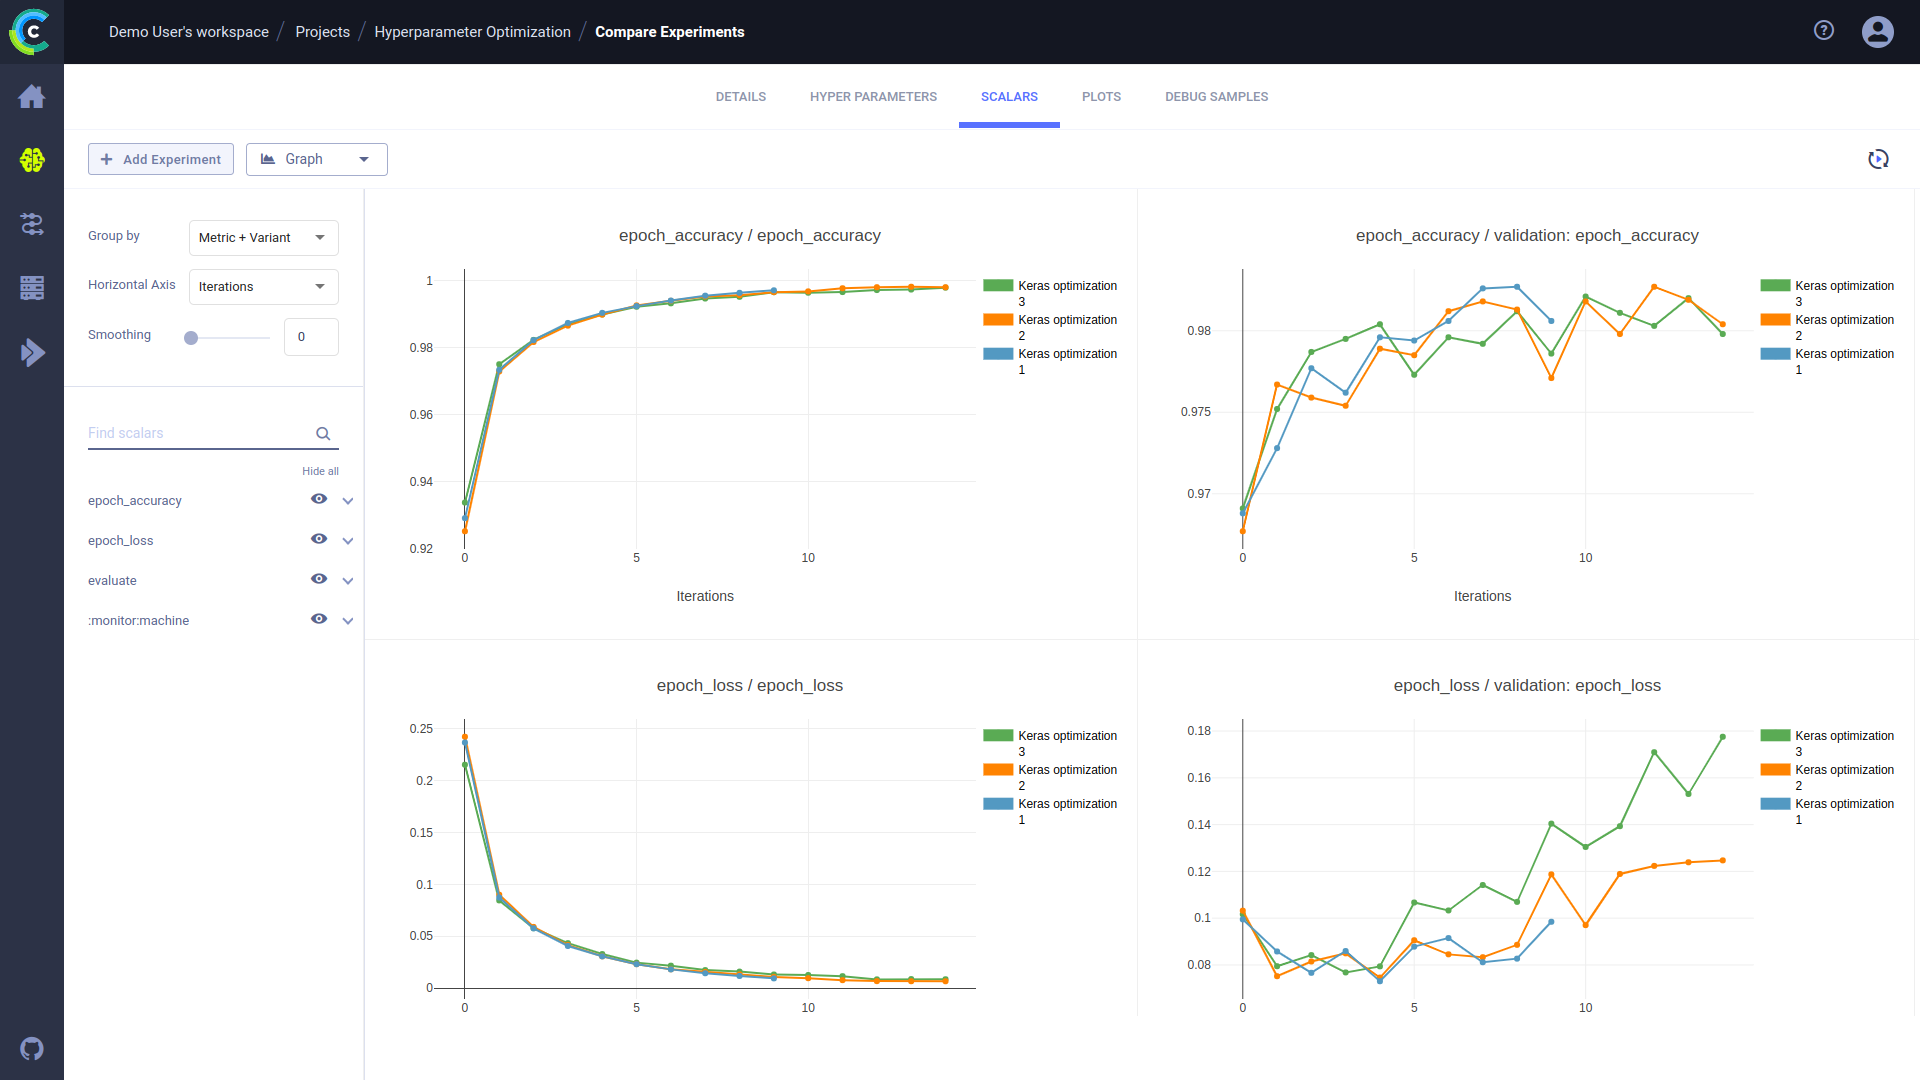 Demo User's workspace / Projects / Hyperparameter Optimization / Compare Experiments
DETAILS HYPER PARAMETERS SCALARS PLOTS DEBUG SAMPLES
Add Experiment Graph
Group by Metric + Variant
Horizontal Axis Iterations
Smoothing 0
Find scalars
Hide all
epoch_accuracy
epoch_loss
evaluate
:monitor:machine
epoch_accuracy / epoch_accuracy
1
0.98
0.96
0.94
0.92
0 5 10
Iterations
Keras optimization
3
Keras optimization
2
Keras optimization
1
epoch_accuracy / validation: epoch_accuracy
0.98
0.975
0.97
0 5 10
Iterations
Keras optimization
3
Keras optimization
2
Keras optimization
1
epoch_loss / epoch_loss
0.25
0.2
0.15
0.1
0.05
0
0 5 10
Keras optimization
3
Keras optimization
2
Keras optimization
1
epoch_loss / validation: epoch_loss
0.18
0.16
0.14
0.12
0.1
0.08
0 5 10
Keras optimization
3
Keras optimization
2
Keras optimization
1